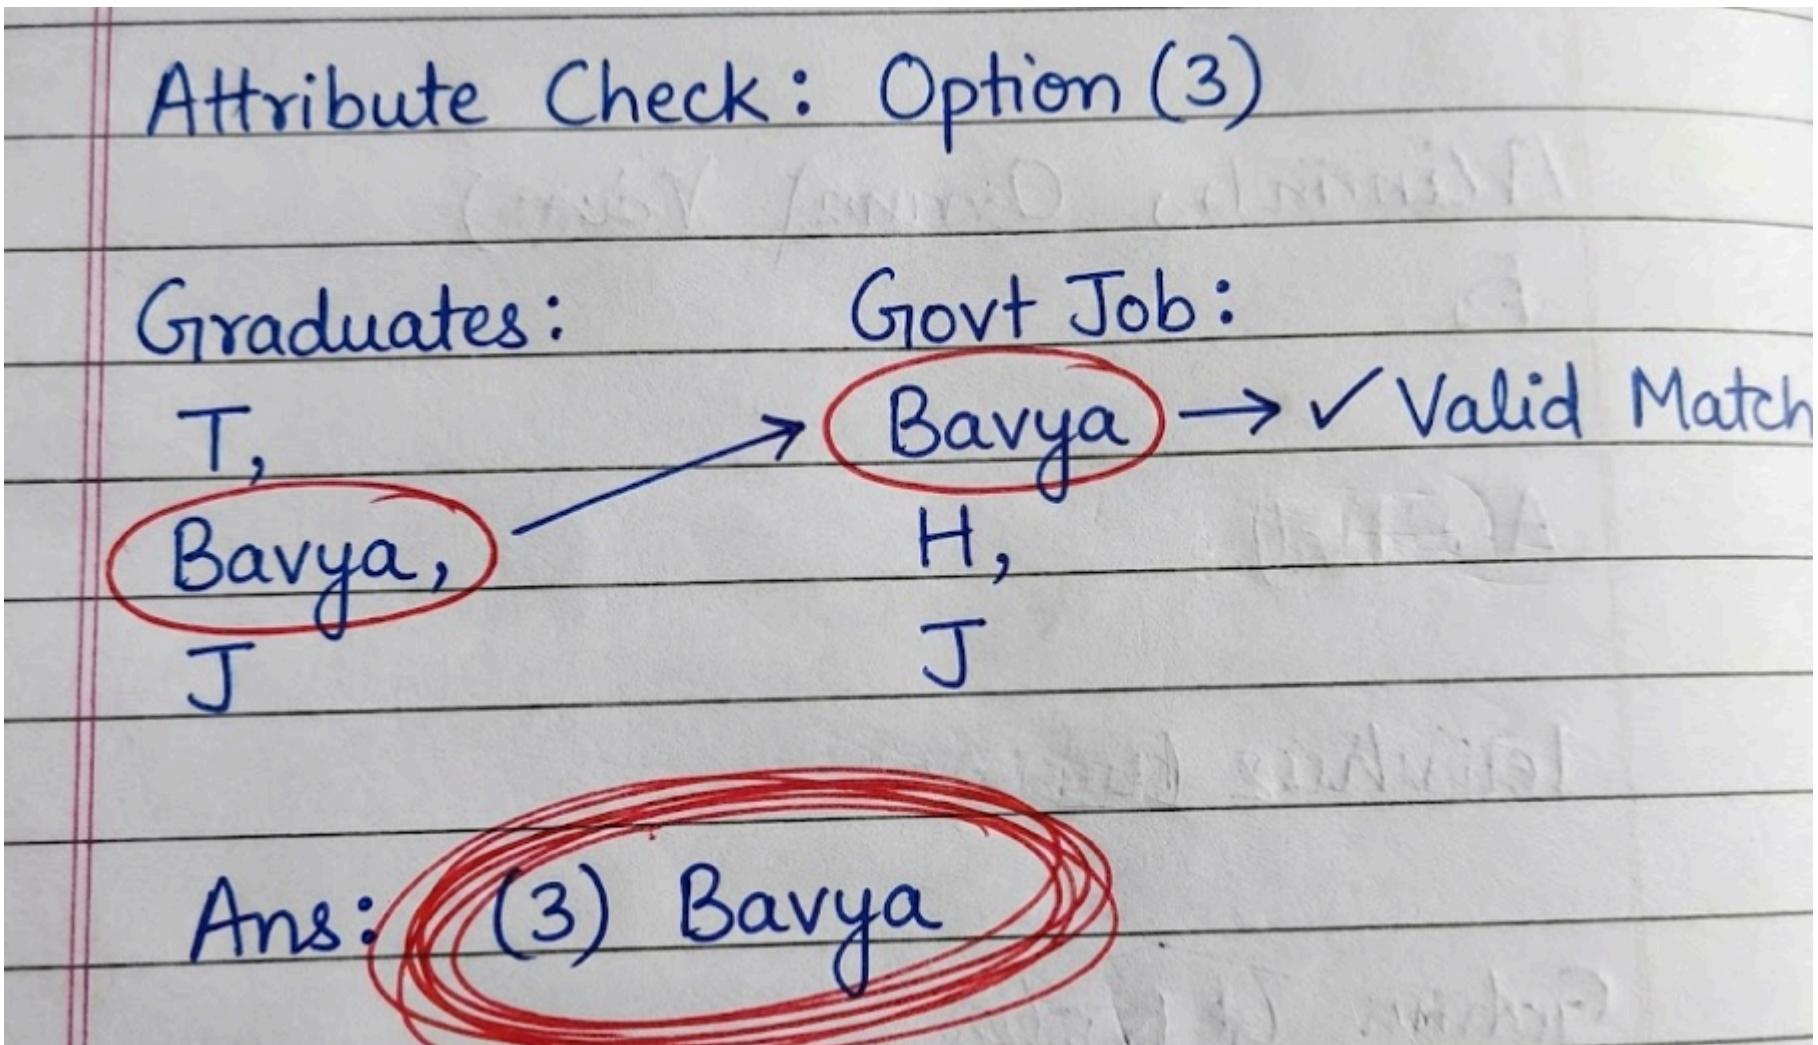 Attribute Check: Option (3)
Graduates: Govt Job:
T, Bavya → ✓ Valid Match
Bavya, H,
J J
Ans: (3) Bavya